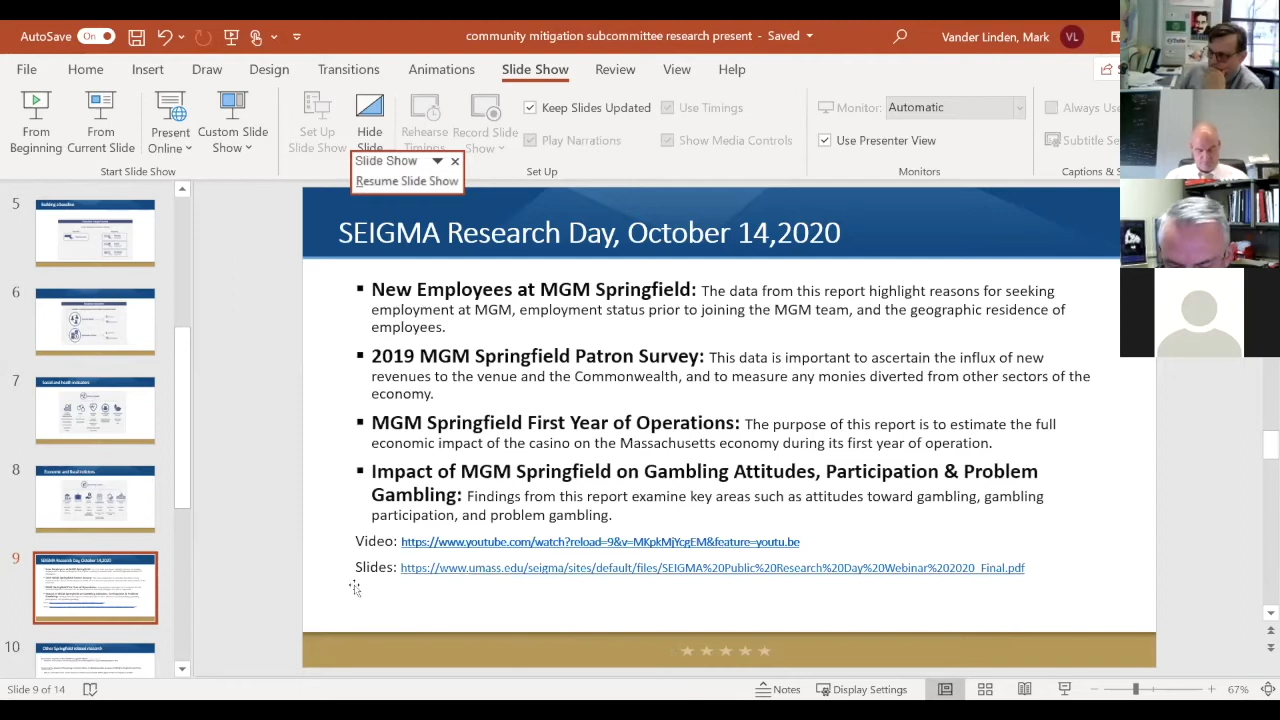 AutoSave On
community mitigation subcommittee research present - Saved
Vander Linden, Mark VL
File Home Insert Draw Design Transitions Animations Slide Show Review View Help
From Beginning
From Current Slide
Present Online
Custom Slide Show
Set Up Slide Show
Hide Slide
Rehearse Timings
Record Slide Show
Keep Slides Updated
Play Narrations
Use Timings
Show Media Controls
Monitor: Automatic
Use Presenter View
Always Us
Subtitle Se
Start Slide Show
Set Up
Monitors
Captions & S
Slide Show
Resume Slide Show
5
Building a baseline
6
7
Social and health indicators
8
Economic and fiscal indictors
9
SEIGMA Research Day, October 14,2020
10
Other Springfield related research
SEIGMA Research Day, October 14,2020
▪ New Employees at MGM Springfield: The data from this report highlight reasons for seeking
employment at MGM, employment status prior to joining the MGM team, and the geographic residence of
employees.
▪ 2019 MGM Springfield Patron Survey: This data is important to ascertain the influx of new
revenues to the venue and the Commonwealth, and to measure any monies diverted from other sectors of the
economy.
▪ MGM Springfield First Year of Operations: The purpose of this report is to estimate the full
economic impact of the casino on the Massachusetts economy during its first year of operation.
▪ Impact of MGM Springfield on Gambling Attitudes, Participation & Problem
Gambling: Findings from this report examine key areas such as attitudes toward gambling, gambling
participation, and problem gambling.
Video: https://www.youtube.com/watch?reload=9&v=MKpkMjYcgEM&feature=youtu.be
Slides: https://www.umass.edu/seigma/sites/default/files/SEIGMA%20Public%20Research%20Day%20Webinar%202020_Final.pdf
Slide 9 of 14
Notes
Display Settings
67%